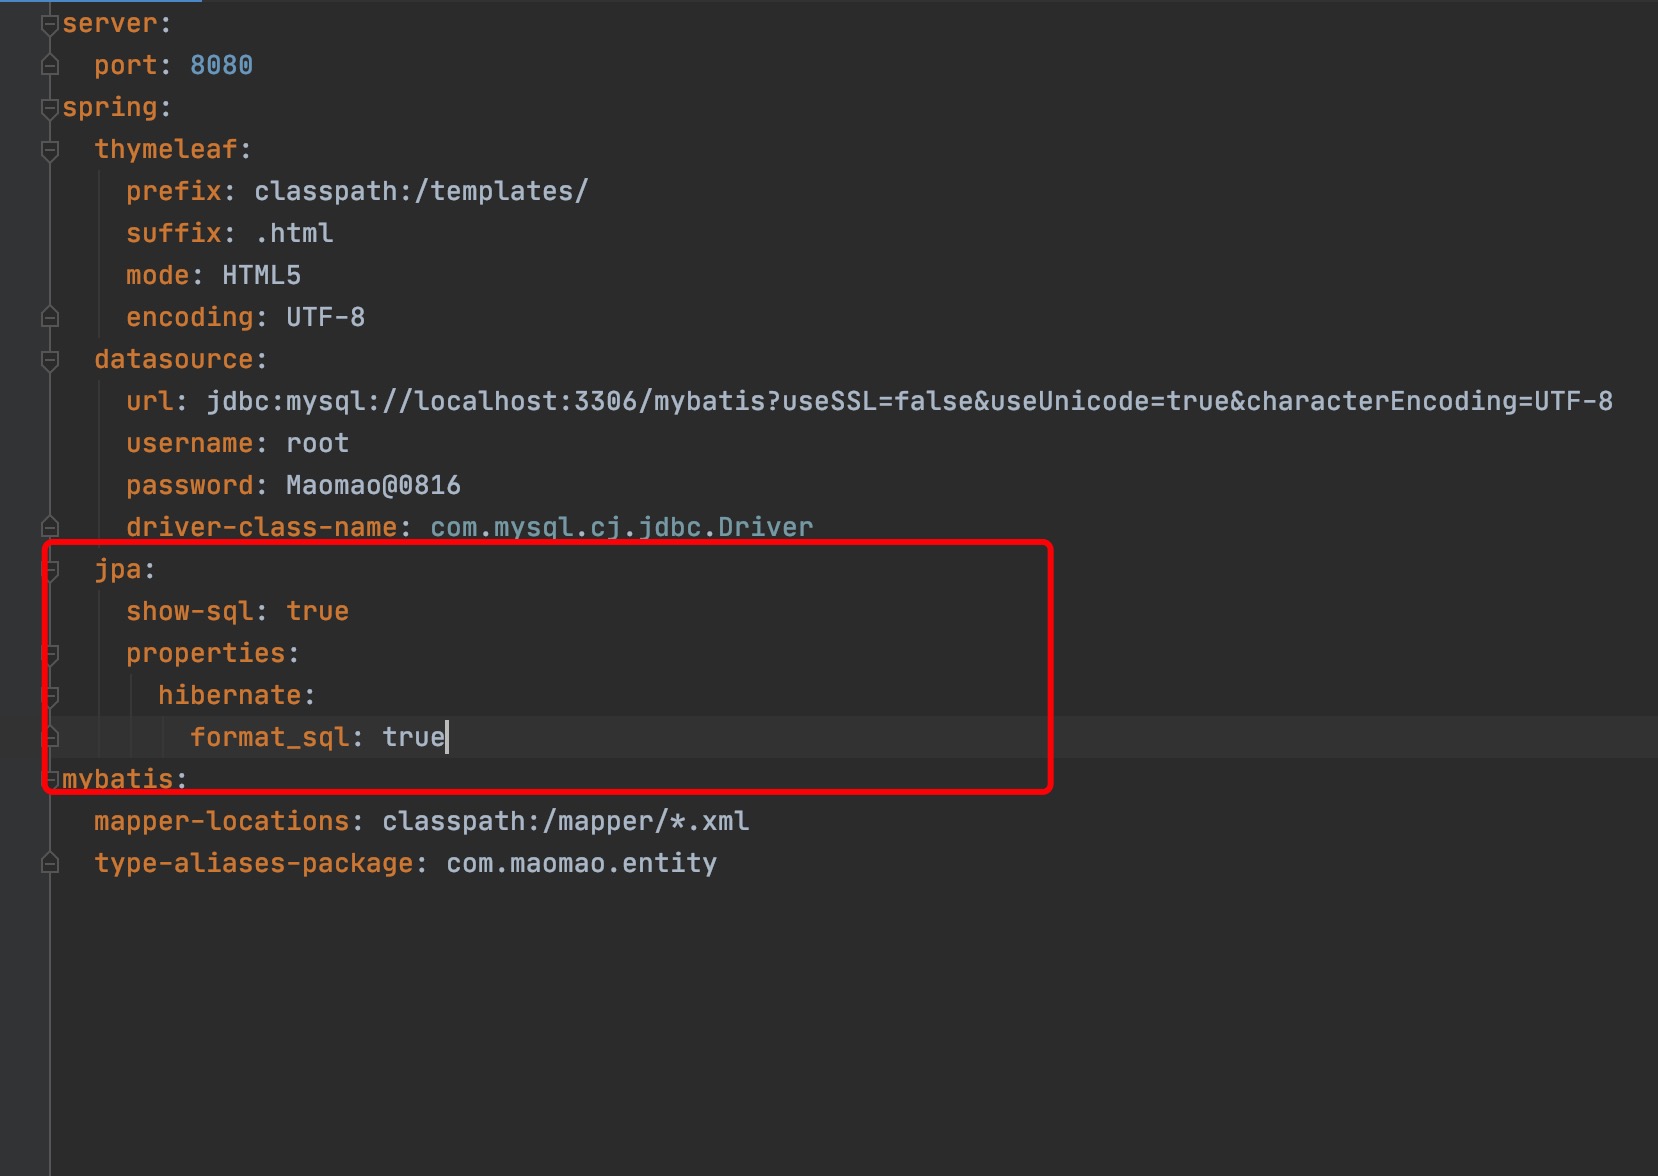 server:
port: 8080
spring:
thymeleaf:
prefix: classpath:/templates/
suffix: .html
mode: HTML5
encoding: UTF-8
datasource:
url: jdbc:mysql://localhost:3306/mybatis?useSSL=false&useUnicode=true&characterEncoding=UTF-8
username: root
password: Maomao@0816
driver-class-name: com.mysql.cj.jdbc.Driver
jpa:
show-sql: true
properties:
hibernate:
format_sql: true
mybatis:
mapper-locations: classpath:/mapper/*.xml
type-aliases-package: com.maomao.entity